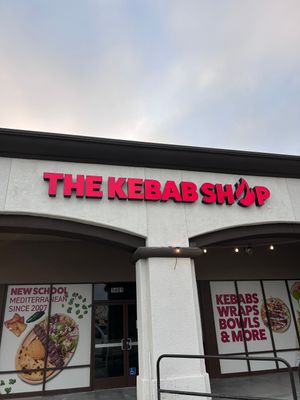 THE KEBAB SHOP
NEW SCHOOL
MEDITERRANEAN
SINCE 2007
KEBABS
WRAPS
BOWLS
& MORE